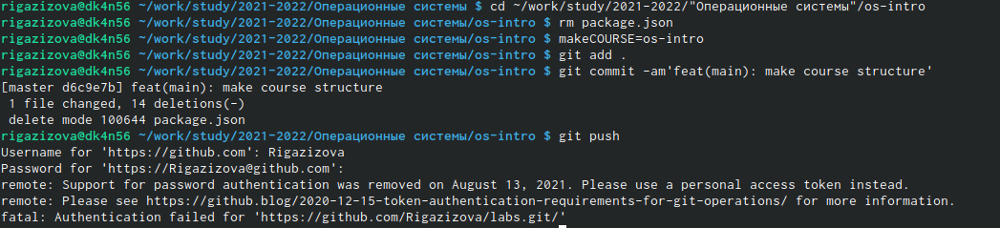 rigazizova@dk4n56 ~/work/study/2021-2022/Операционные системы $ cd ~/work/study/2021-2022/"Операционные системы"/os-intro
rigazizova@dk4n56 ~/work/study/2021-2022/Операционные системы/os-intro $ rm package.json
rigazizova@dk4n56 ~/work/study/2021-2022/Операционные системы/os-intro $ makeCOURSE=os-intro
rigazizova@dk4n56 ~/work/study/2021-2022/Операционные системы/os-intro $ git add .
rigazizova@dk4n56 ~/work/study/2021-2022/Операционные системы/os-intro $ git commit -am'feat(main): make course structure'
[master d6c9e7b] feat(main): make course structure
 1 file changed, 14 deletions(-)
 delete mode 100644 package.json
rigazizova@dk4n56 ~/work/study/2021-2022/Операционные системы/os-intro $ git push
Username for 'https://github.com': Rigazizova
Password for 'https://Rigazizova@github.com':
remote: Support for password authentication was removed on August 13, 2021. Please use a personal access token instead.
remote: Please see https://github.blog/2020-12-15-token-authentication-requirements-for-git-operations/ for more information.
fatal: Authentication failed for 'https://github.com/Rigazizova/labs.git/'